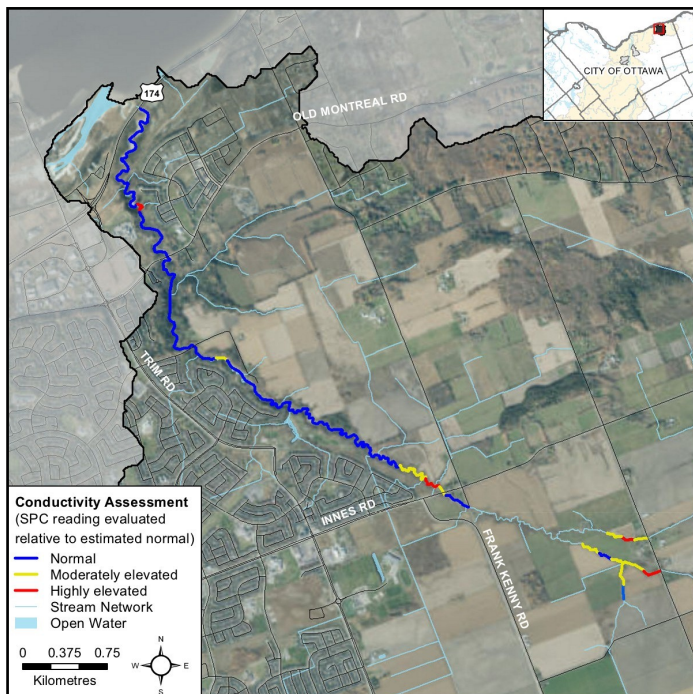 CITY OF OTTAWA
174
OLD MONTREAL RD
TRIM RD
INNES RD
FRANK KENNY RD
Conductivity Assessment
(SPC reading evaluated
relative to estimated normal)
Normal
Moderately elevated
Highly elevated
Stream Network
Open Water
0 0.375 0.75
Kilometres
N
W E
S